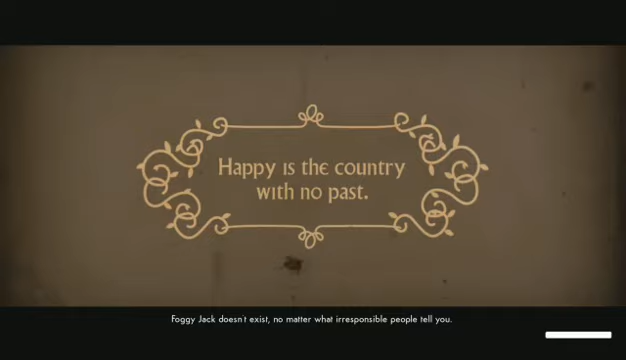 Happy is the country
with no past.
Foggy Jack doesn't exist, no matter what irresponsible people tell you.